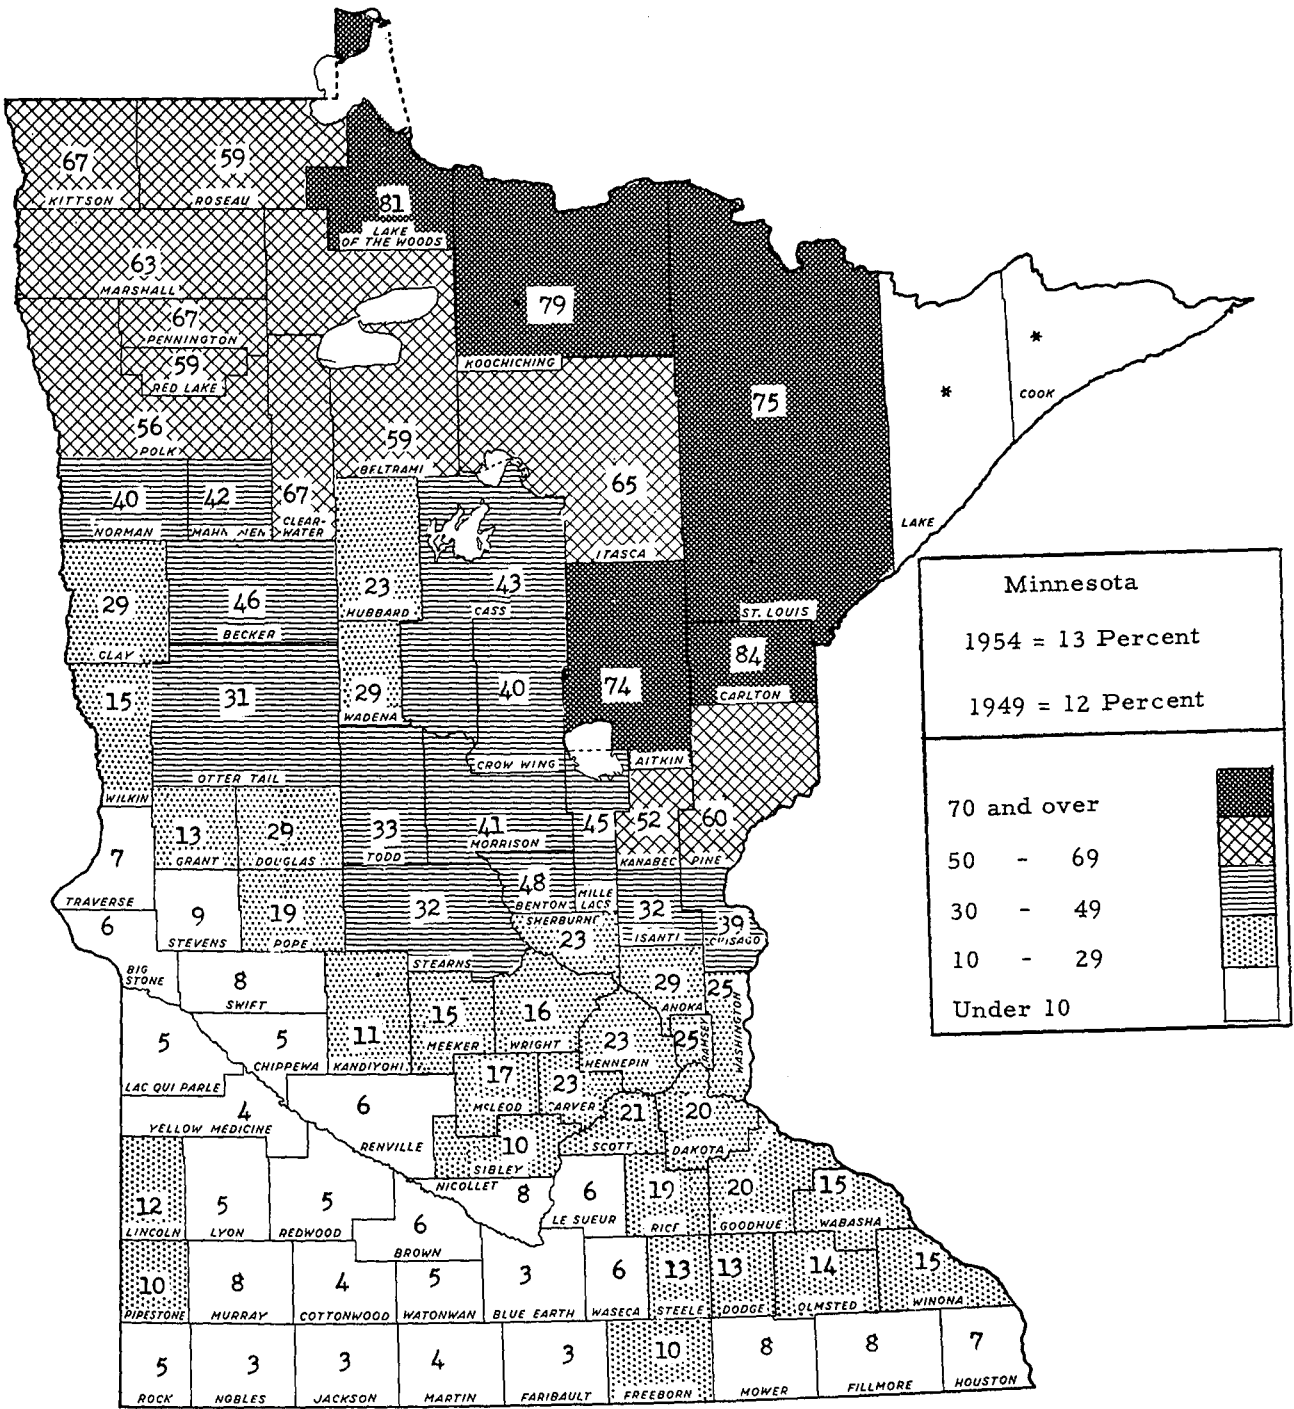 67
KITTSON
59
ROSEAU
81
LAKE
OF THE WOODS
63
MARSHALL
79
KOOCHICHING
67
PENNINGTON
59
RED LAKE
56
POLK
59
BELTRAMI
67
CLEAR-
WATER
65
ITASCA
75
ST. LOUIS
*
LAKE
*
COOK
40
NORMAN
42
MAHNOMEN
29
CLAY
46
BECKER
23
HUBBARD
43
CASS
15
WILKIN
31
OTTER TAIL
29
WADENA
40
CROW WING
74
AITKIN
84
CARLTON
13
GRANT
29
DOUGLAS
33
TODD
41
MORRISON
45
MILLE
LACS
52
KANABEC
60
PINE
7
TRAVERSE
9
STEVENS
19
POPE
32
STEARNS
48
BENTON
SHERBURNE
23
32
ISANTI
39
CHISAGO
6
BIG
STONE
8
SWIFT
11
KANDIYOHI
15
MEEKER
16
WRIGHT
29
ANOKA
25
WASHINGTON
25
RAMSEY
23
HENNEPIN
5
LAC QUI PARLE
5
CHIPPEWA
4
YELLOW MEDICINE
6
RENVILLE
17
McLEOD
23
CARVER
21
SCOTT
20
DAKOTA
10
SIBLEY
NICOLLET
8
6
LE SUEUR
19
RICE
20
GOODHUE
15
WABASHA
12
LINCOLN
5
LYON
5
REDWOOD
6
BROWN
10
PIPESTONE
8
MURRAY
4
COTTONWOOD
5
WATONWAN
3
BLUE EARTH
6
WASECA
13
STEELE
13
DODGE
14
OLMSTED
15
WINONA
5
ROCK
3
NOBLES
3
JACKSON
4
MARTIN
3
FARIBAULT
10
FREEBORN
8
MOWER
8
FILLMORE
7
HOUSTON
Minnesota
1954 = 13 Percent
1949 = 12 Percent
70 and over
50 - 69
30 - 49
10 - 29
Under 10